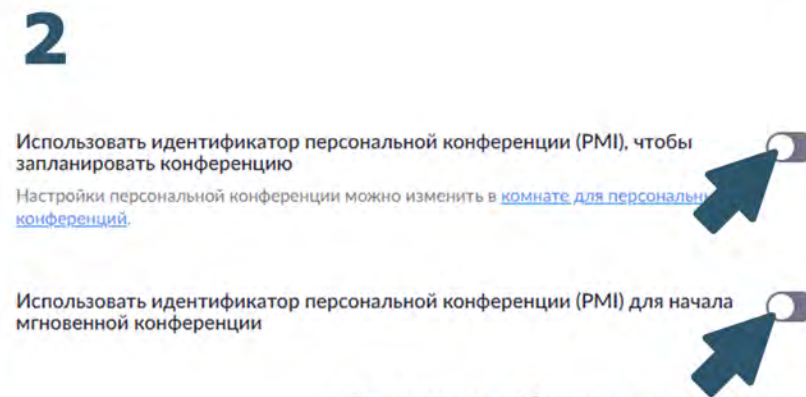 2
Использовать идентификатор персональной конференции (PMI), чтобы
запланировать конференцию
Настройки персональной конференции можно изменить в комнате для
конференций.
Использовать идентификатор персональной конференции (PMI) для начала
мгновенной конференции